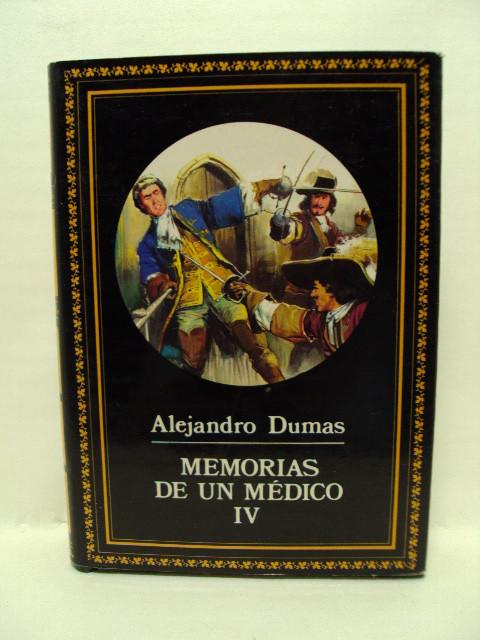 Alejandro Dumas
MEMORIAS
DE UN MÉDICO
IV